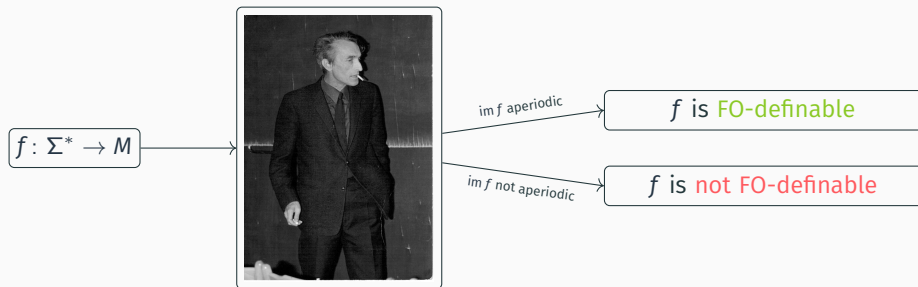 f: Σ* → M
im f aperiodic
f is FO-definable
im f not aperiodic
f is not FO-definable